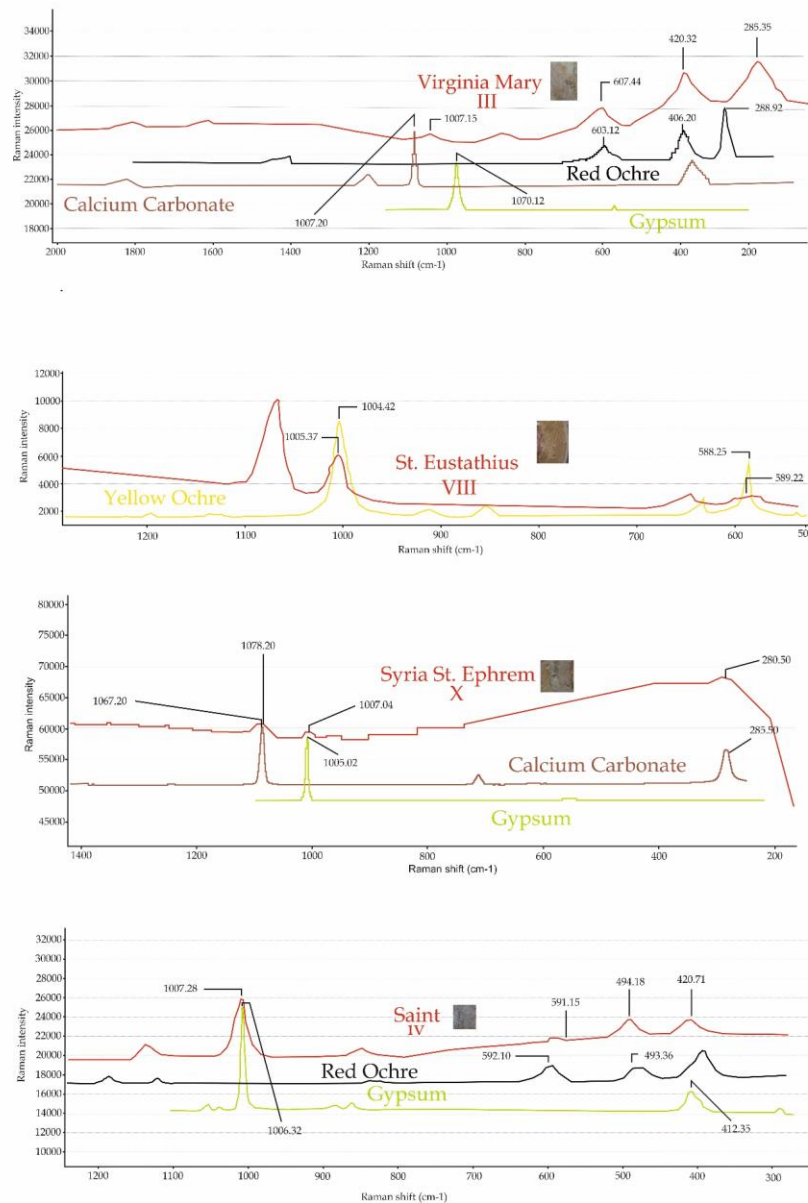 34000
32000
30000
28000
26000
24000
22000
20000
18000
Raman intensity
420.32
285.35
Virginia Mary
III
607.44
288.92
1007.15
603.12
406.20
Red Ochre
Calcium Carbonate
1007.20
1070.12
Gypsum
2000 1800 1600 1400 1200 1000 800 600 400 200
Raman shift (cm-1)
.
12000
10000
8000
6000
4000
2000
Raman intensity
1004.42
1005.37
St. Eustathius
VIII
588.25
589.22
Yellow Ochre
1200 1100 1000 900 800 700 600 50
Raman shift (cm-1)
80000
75000
70000
65000
60000
55000
50000
45000
Raman intensity
1078.20
1067.20
1007.04
1005.02
Syria St. Ephrem
X
280.50
285.50
Calcium Carbonate
Gypsum
1400 1200 1000 800 600 400 200
Raman shift (cm-1)
32000
30000
28000
26000
24000
22000
20000
18000
16000
14000
12000
10000
Raman intensity
1007.28
591.15
494.18
420.71
Saint
IV
Red Ochre
592.10
493.36
Gypsum
1006.32
412.35
1200 1100 1000 900 800 700 600 500 400 300
Raman shift (cm-1)